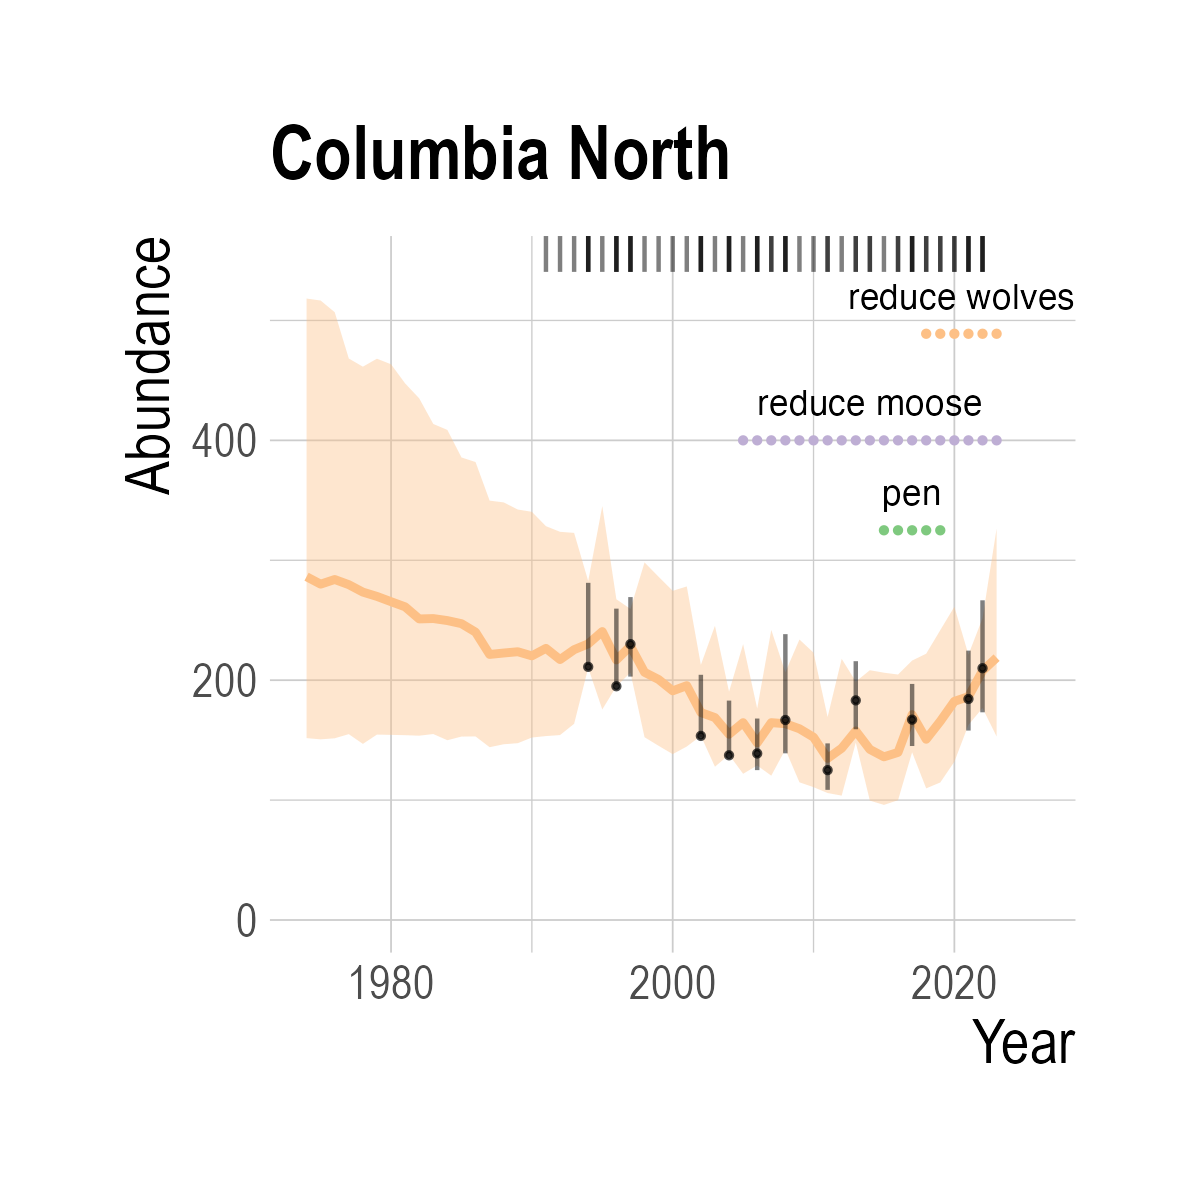 Columbia North
Abundance
reduce wolves
reduce moose
400
pen
200
0
1980 2000 2020
Year